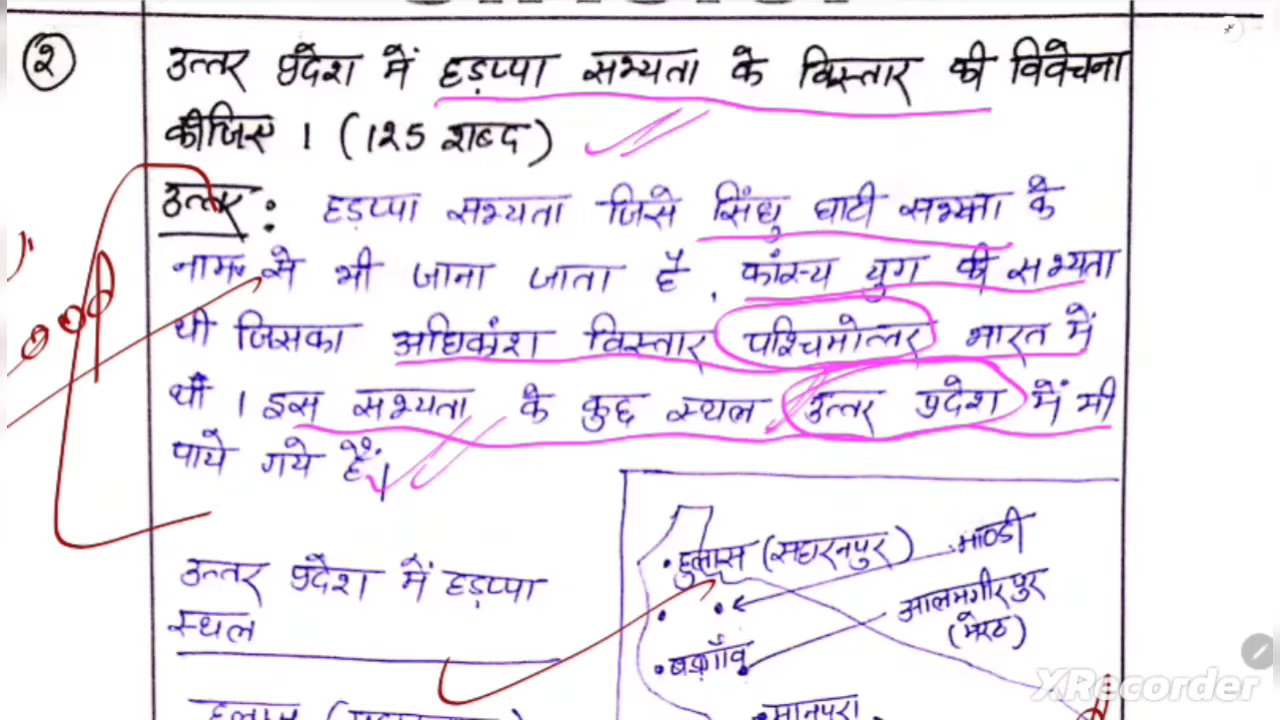 २
उत्तर प्रदेश में हड़प्पा सभ्यता के विस्तार की विवेचना
कीजिए । (125 शब्द)
उत्तर : हड़प्पा सभ्यता जिसे सिंधु घाटी सभ्यता के
नाम से भी जाना जाता है, कांस्य युग की सभ्यता
थी जिसका अधिकांश विस्तार पश्चिमोत्तर भारत में
था । इस सभ्यता के कुछ स्थल उत्तर प्रदेश में भी
पाये गये हैं।
उत्तर प्रदेश में हड़प्पा
स्थल
हुलास (सहारनपुर)
माण्डी
आलमगीरपुर
(मेरठ)
बड़गाँव
मानपुरा
हुलास
XRecorder